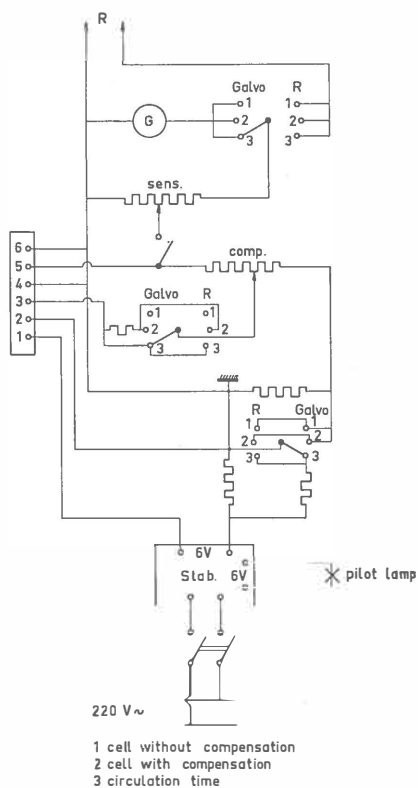 R
Galvo R
1 1
G 2 2
3 3
sens.
6
5 comp.
4
3 Galvo R
2 1 1
1 2 2
3 3
R Galvo
1 1
2 2
3 3
6V
Stab. 6V
pilot lamp
220 V~
1 cell without compensation
2 cell with compensation
3 circulation time